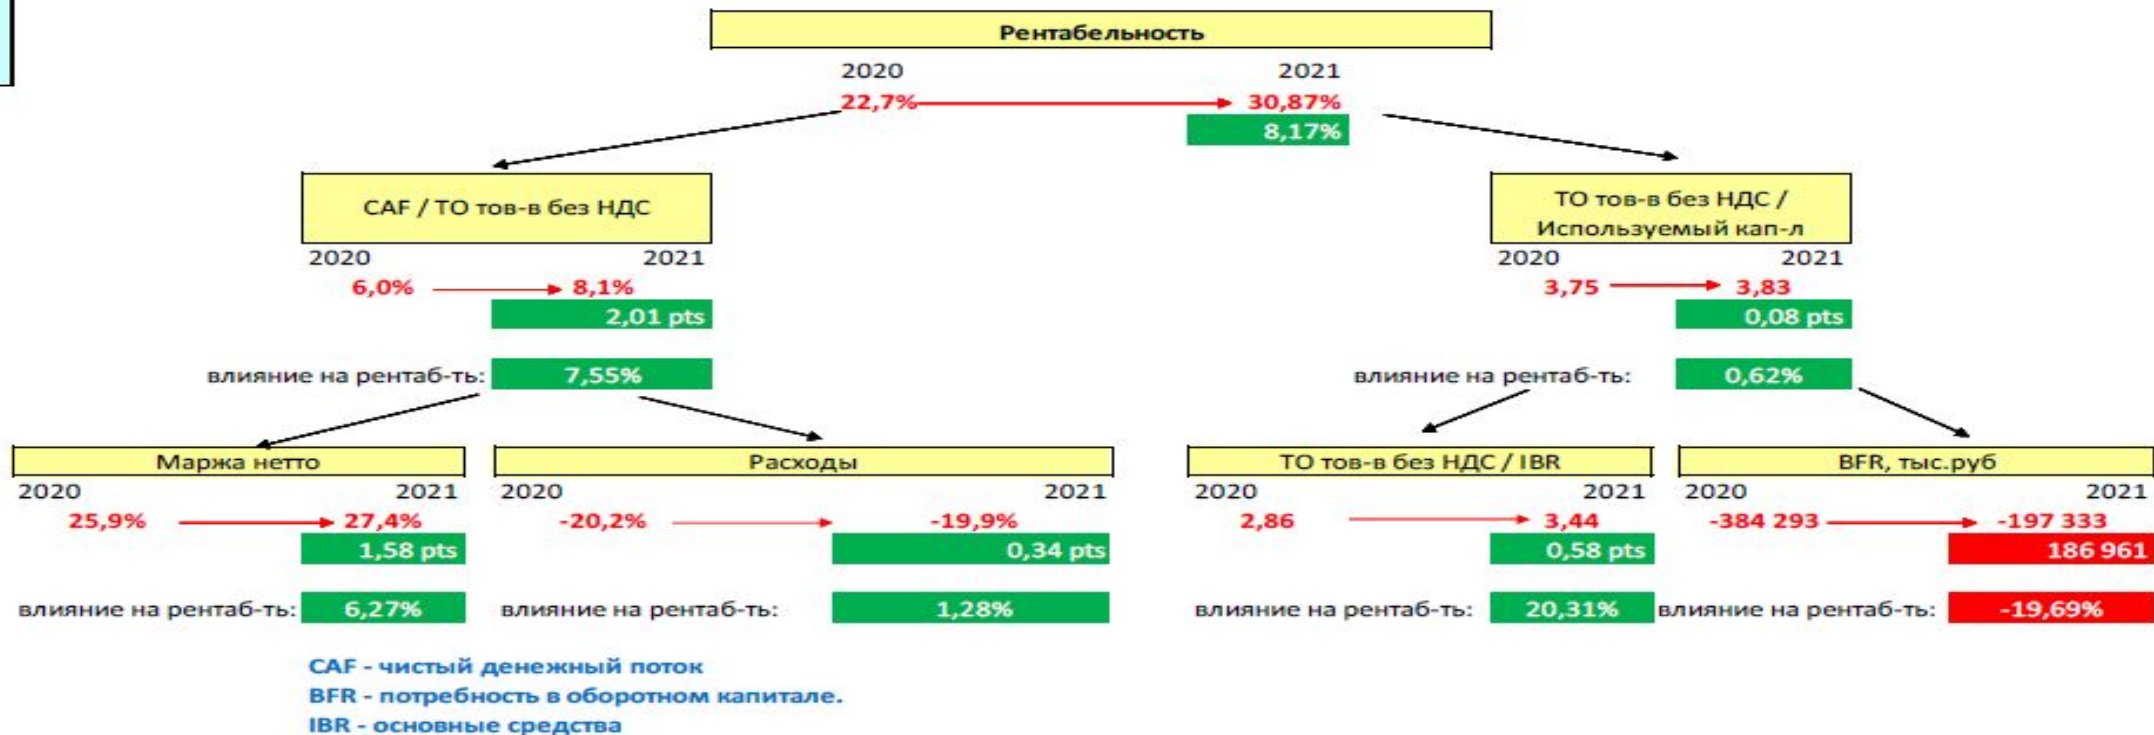 Рентабельность
2020 2021
22,7% 30,87%
8,17%
CAF / ТО тов-в без НДС
2020 2021
6,0% 8,1%
2,01 pts
влияние на рентаб-ть: 7,55%
ТО тов-в без НДС /
Используемый кап-л
2020 2021
3,75 3,83
0,08 pts
влияние на рентаб-ть: 0,62%
Маржа нетто
2020 2021
25,9% 27,4%
1,58 pts
влияние на рентаб-ть: 6,27%
Расходы
2020 2021
-20,2% -19,9%
0,34 pts
влияние на рентаб-ть: 1,28%
ТО тов-в без НДС / IBR
2020 2021
2,86 3,44
0,58 pts
влияние на рентаб-ть: 20,31%
BFR, тыс.руб
2020 2021
-384 293 -197 333
186 961
влияние на рентаб-ть: -19,69%
CAF - чистый денежный поток
BFR - потребность в оборотном капитале.
IBR - основные средства